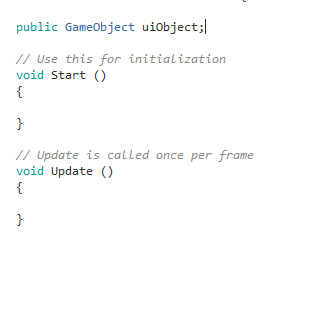 public GameObject uiObject;
// Use this for initialization
void Start ()
{
}
// Update is called once per frame
void Update ()
{
}